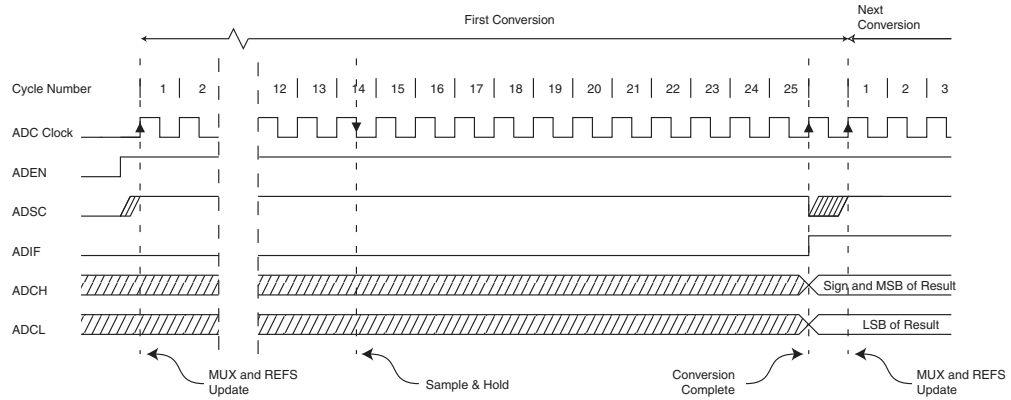 First Conversion
Next
Conversion
Cycle Number 1 2 12 13 14 15 16 17 18 19 20 21 22 23 24 25 1 2 3
ADC Clock
ADEN
ADSC
ADIF
ADCH Sign and MSB of Result
ADCL LSB of Result
MUX and REFS
Update
Sample & Hold
Conversion
Complete
MUX and REFS
Update